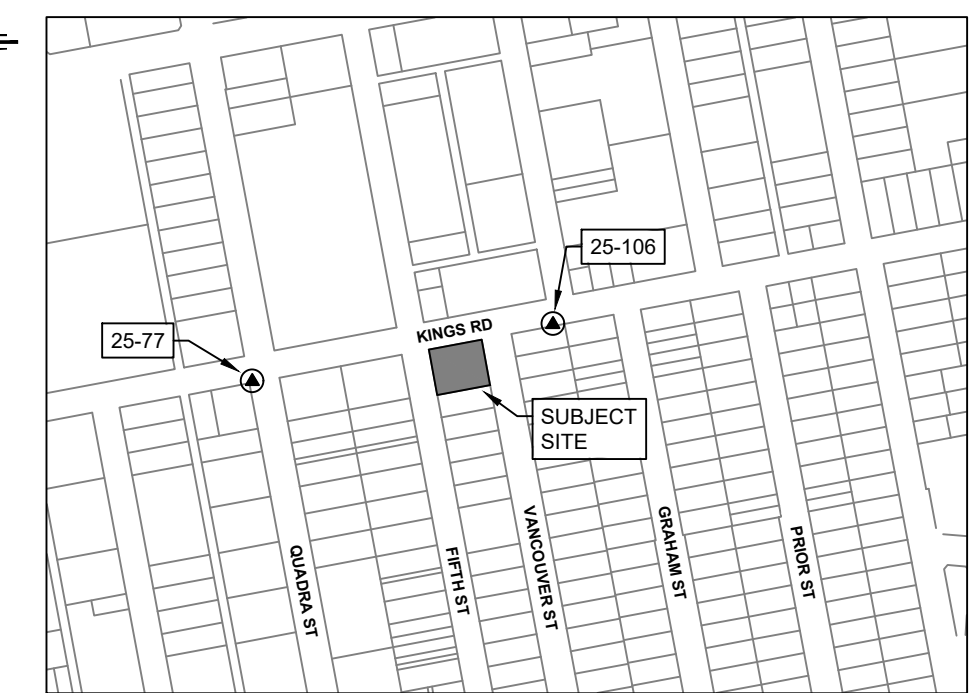 25-106
KINGS RD
25-77
SUBJECT
SITE
QUADRA ST
FIFTH ST
VANCOUVER ST
GRAHAM ST
PRIOR ST